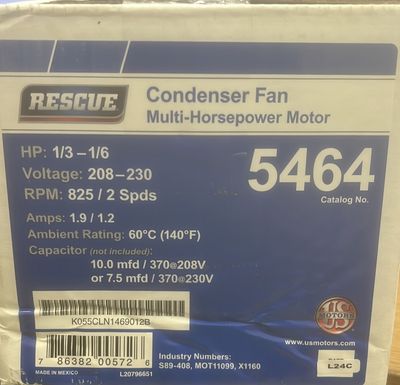 RESCUE
Condenser Fan
Multi-Horsepower Motor
HP: 1/3 – 1/6
Voltage: 208–230
RPM: 825 / 2 Spds
5464
Catalog No.
Amps: 1.9 / 1.2
Ambient Rating: 60°C (140°F)
Capacitor (not included):
10.0 mfd / 370@208V
or 7.5 mfd / 370@230V
K055CLN1469012B
US
MOTORS
www.usmotors.com
7 86382 00572 6
MADE IN MEXICO
L20796651
Industry Numbers:
S89-408, MOT11099, X1160
L24C